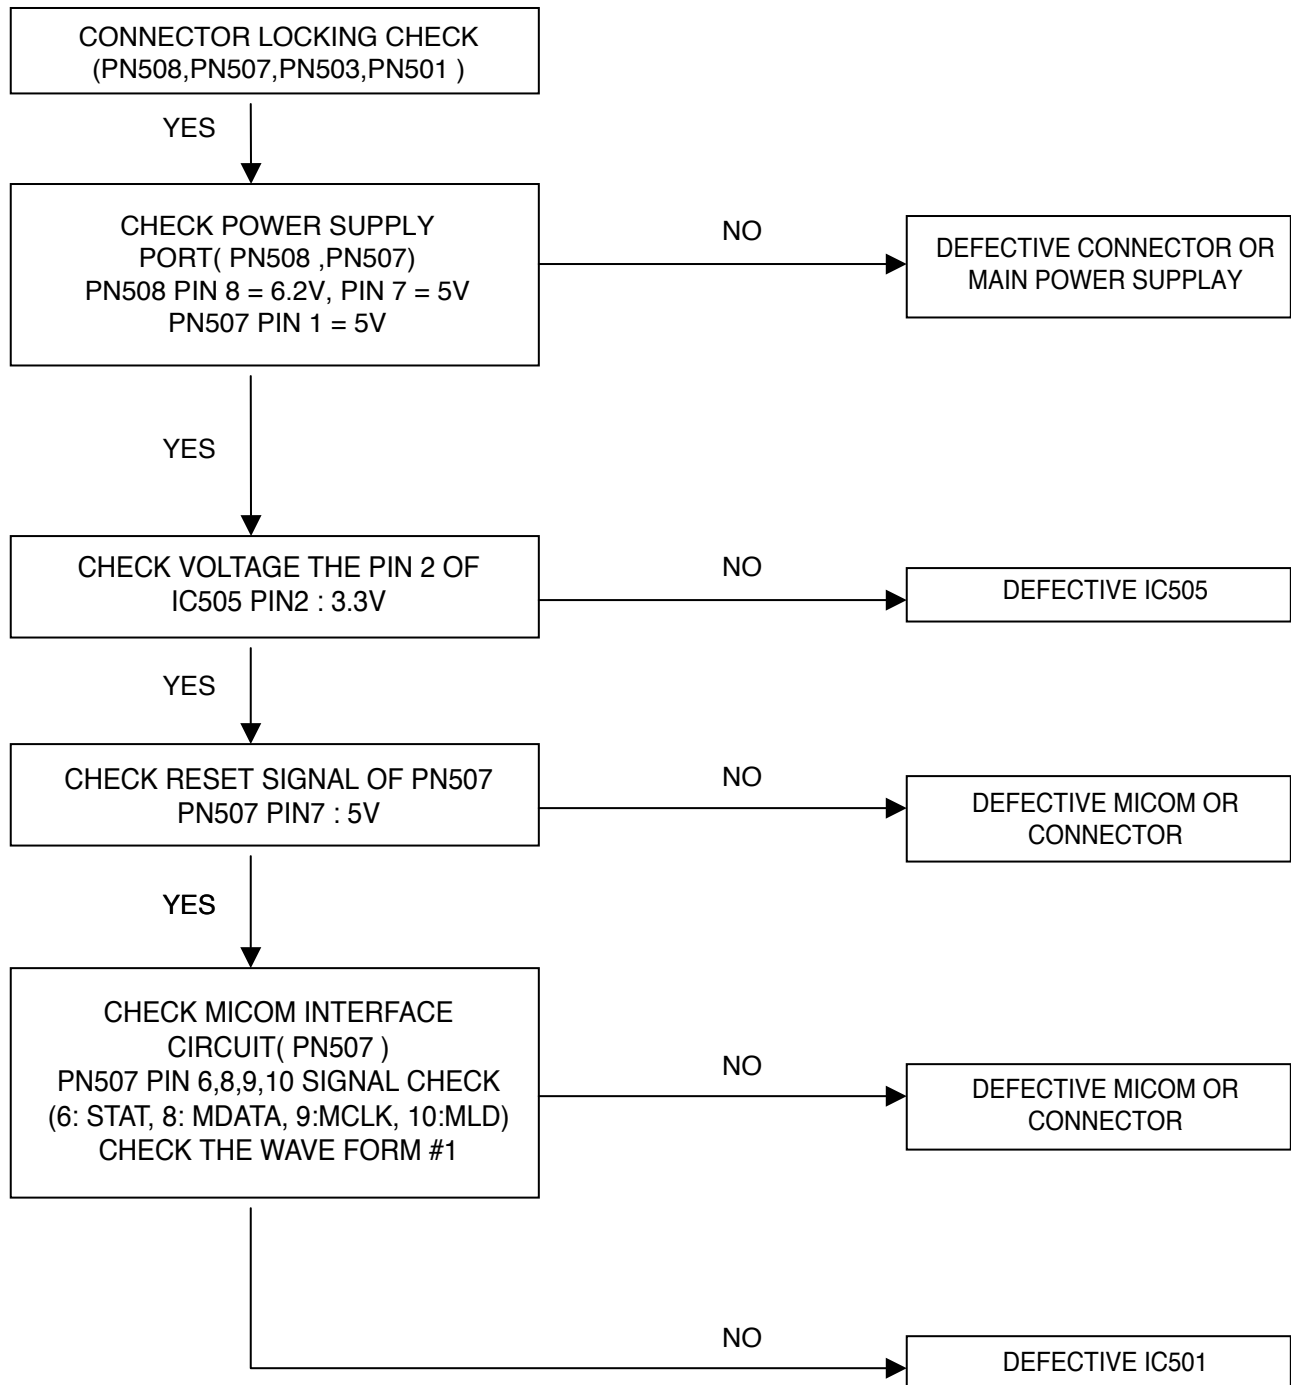 CONNECTOR LOCKING CHECK
(PN508,PN507,PN503,PN501 )
YES
CHECK POWER SUPPLY
PORT( PN508 ,PN507)
PN508 PIN 8 = 6.2V, PIN 7 = 5V
PN507 PIN 1 = 5V
NO
DEFECTIVE CONNECTOR OR
MAIN POWER SUPPLAY
YES
CHECK VOLTAGE THE PIN 2 OF
IC505 PIN2 : 3.3V
NO
DEFECTIVE IC505
YES
CHECK RESET SIGNAL OF PN507
PN507 PIN7 : 5V
NO
DEFECTIVE MICOM OR
CONNECTOR
YES
CHECK MICOM INTERFACE
CIRCUIT( PN507 )
PN507 PIN 6,8,9,10 SIGNAL CHECK
(6: STAT, 8: MDATA, 9:MCLK, 10:MLD)
CHECK THE WAVE FORM #1
NO
DEFECTIVE MICOM OR
CONNECTOR
NO
DEFECTIVE IC501